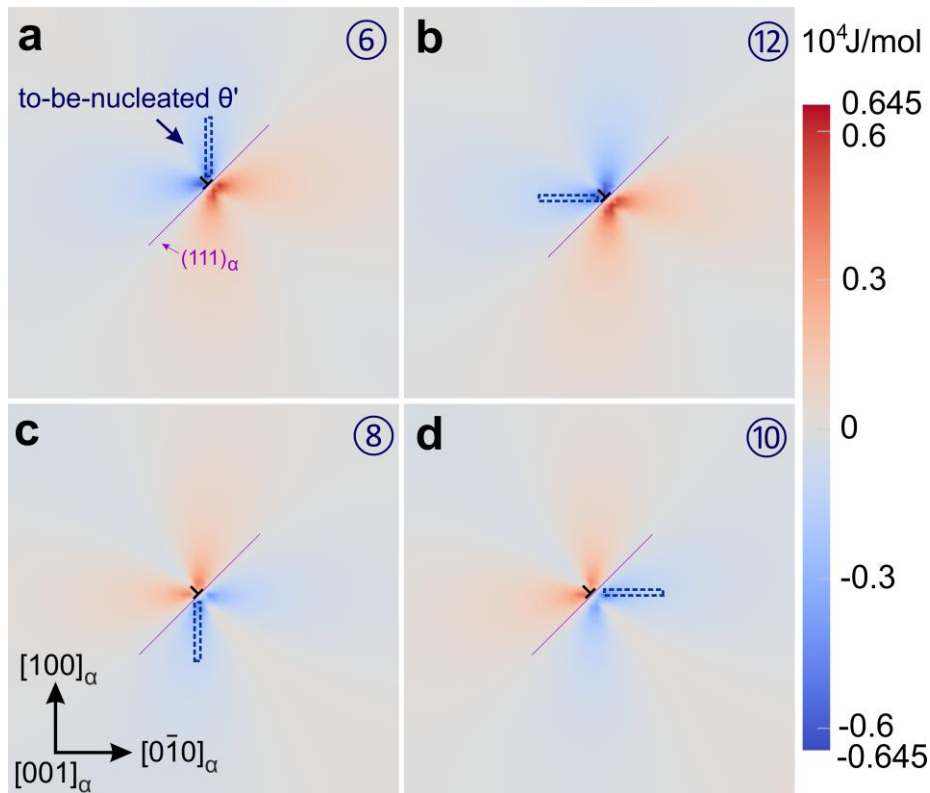 a
⑥
to-be-nucleated θ'
(111)α
b
⑫
10⁴J/mol
0.645
0.6
0.3
0
-0.3
-0.6
-0.645
c
⑧
[100]α
[001]α
[01̄0]α
d
⑩